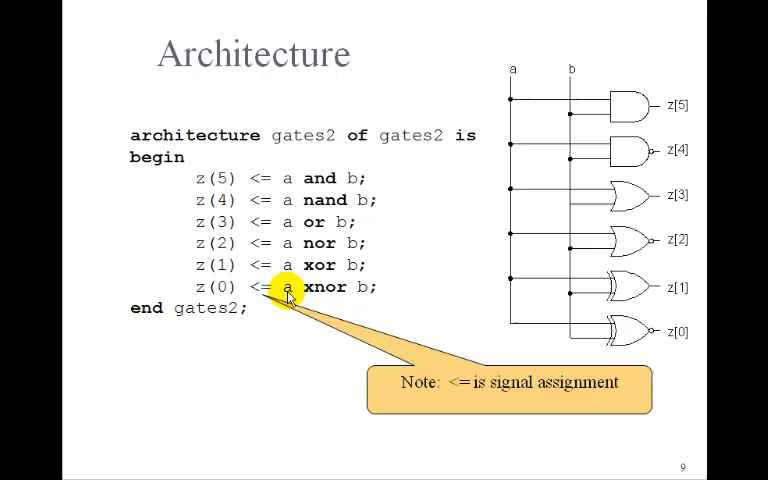 Architecture
architecture gates2 of gates2 is
begin
z(5) <= a and b;
z(4) <= a nand b;
z(3) <= a or b;
z(2) <= a nor b;
z(1) <= a xor b;
z(0) <= a xnor b;
end gates2;
a b
z[5]
z[4]
z[3]
z[2]
z[1]
z[0]
Note: <= is signal assignment
9